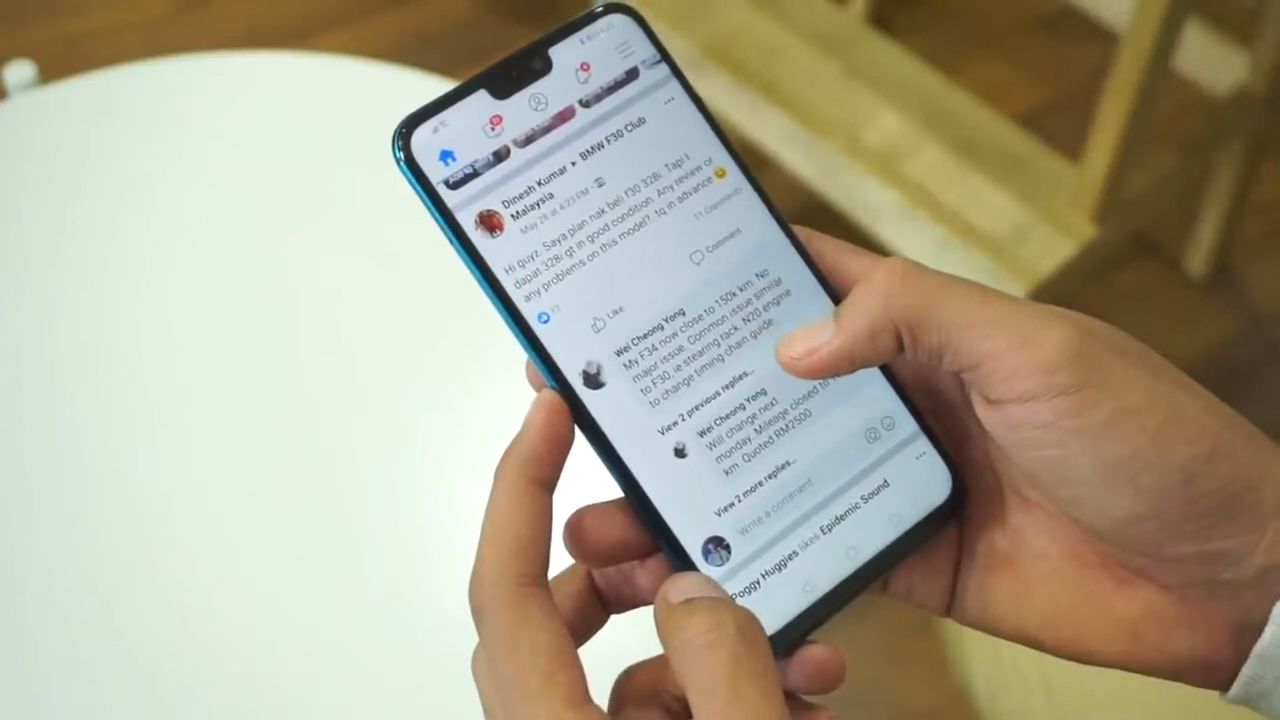 Dinesh Kumar ▸ BMW F30 Club
Malaysia
May 28 at 4:23 PM
Hi guyz. Saya plan nak beli f30 328i. Tapi I
dapat 328i gt in good condition. Any review or
any problems on this model?. tq in advance 😄
11 Comments
Like
Comment
Wei Cheong Yong
My F34 now close to 150k km. No
major issue. Common issue similar
to F30, ie stearing rack. N20 engine
to change timing chain guide.
View 2 previous replies...
Wei Cheong Yong
Will change next
monday. Mileage closed to
km. Quoted RM2500
View 2 more replies...
Write a comment
Poggy Huggies likes Epidemic Sound